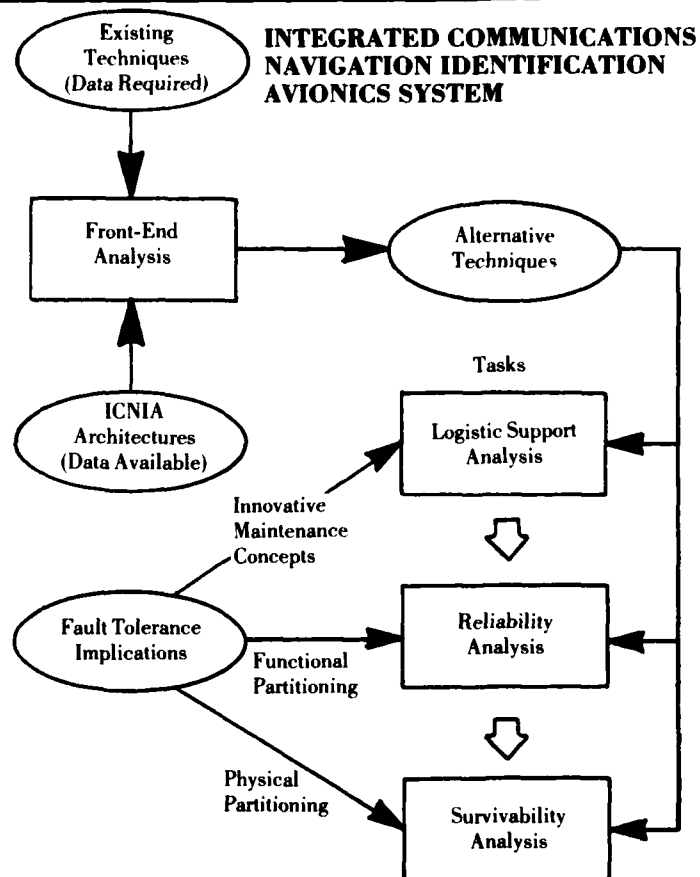 Existing
Techniques
(Data Required)
INTEGRATED COMMUNICATIONS
NAVIGATION IDENTIFICATION
AVIONICS SYSTEM
Front-End
Analysis
Alternative
Techniques
ICNIA
Architectures
(Data Available)
Tasks
Logistic Support
Analysis
Innovative
Maintenance
Concepts
Fault Tolerance
Implications
Functional
Partitioning
Reliability
Analysis
Physical
Partitioning
Survivability
Analysis